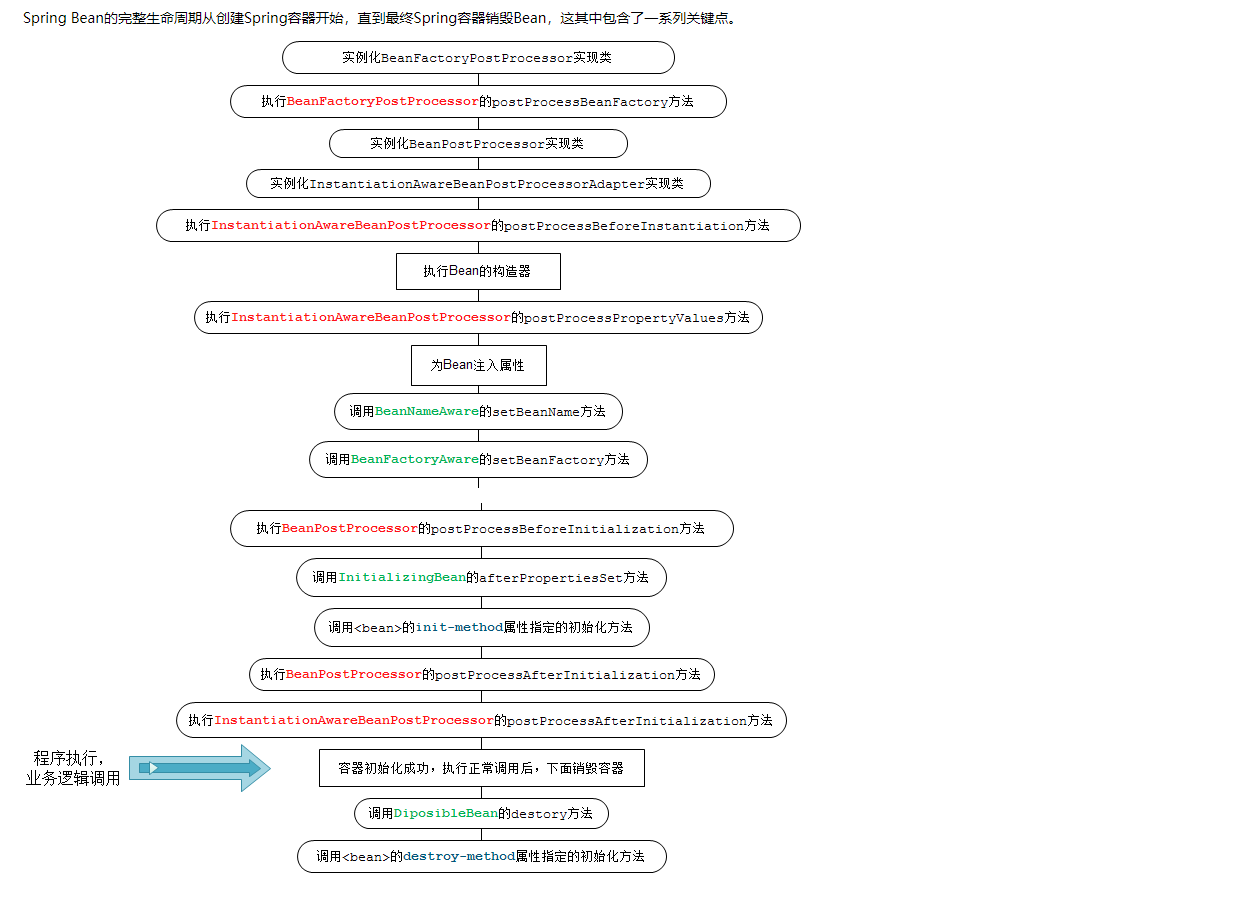 Spring Bean的完整生命周期从创建Spring容器开始，直到最终Spring容器销毁Bean，这其中包含了一系列关键点。
实例化BeanFactoryPostProcessor实现类
执行BeanFactoryPostProcessor的postProcessBeanFactory方法
实例化BeanPostProcessor实现类
实例化InstantiationAwareBeanPostProcessorAdapter实现类
执行InstantiationAwareBeanPostProcessor的postProcessBeforeInstantiation方法
执行Bean的构造器
执行InstantiationAwareBeanPostProcessor的postProcessPropertyValues方法
为Bean注入属性
调用BeanNameAware的setBeanName方法
调用BeanFactoryAware的setBeanFactory方法
执行BeanPostProcessor的postProcessBeforeInitialization方法
调用InitializingBean的afterPropertiesSet方法
调用<bean>的init-method属性指定的初始化方法
执行BeanPostProcessor的postProcessAfterInitialization方法
执行InstantiationAwareBeanPostProcessor的postProcessAfterInitialization方法
程序执行，
业务逻辑调用
容器初始化成功，执行正常调用后，下面销毁容器
调用DiposibleBean的destory方法
调用<bean>的destroy-method属性指定的初始化方法